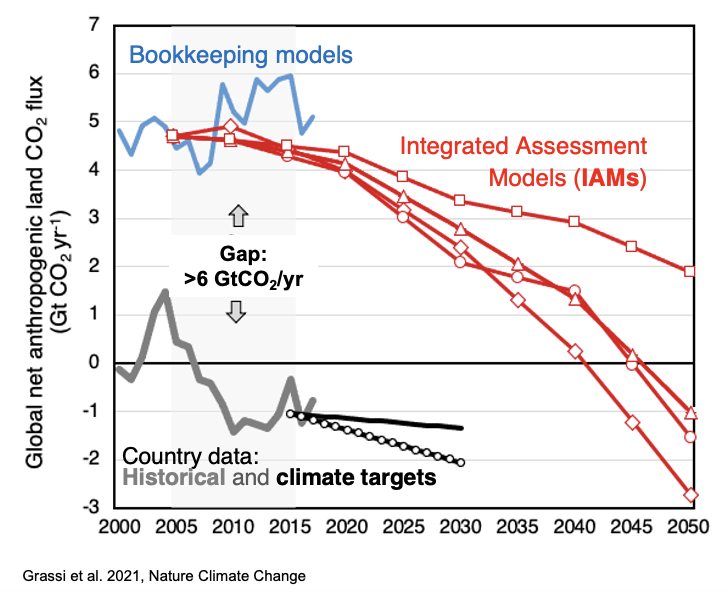 Global net anthropogenic land CO₂ flux
(Gt CO₂ yr⁻¹)
7
6
5
4
3
2
1
0
-1
-2
-3
Bookkeeping models
Integrated Assessment
Models (IAMs)
Gap:
>6 GtCO₂/yr
Country data:
Historical and climate targets
2000 2005 2010 2015 2020 2025 2030 2035 2040 2045 2050
Grassi et al. 2021, Nature Climate Change